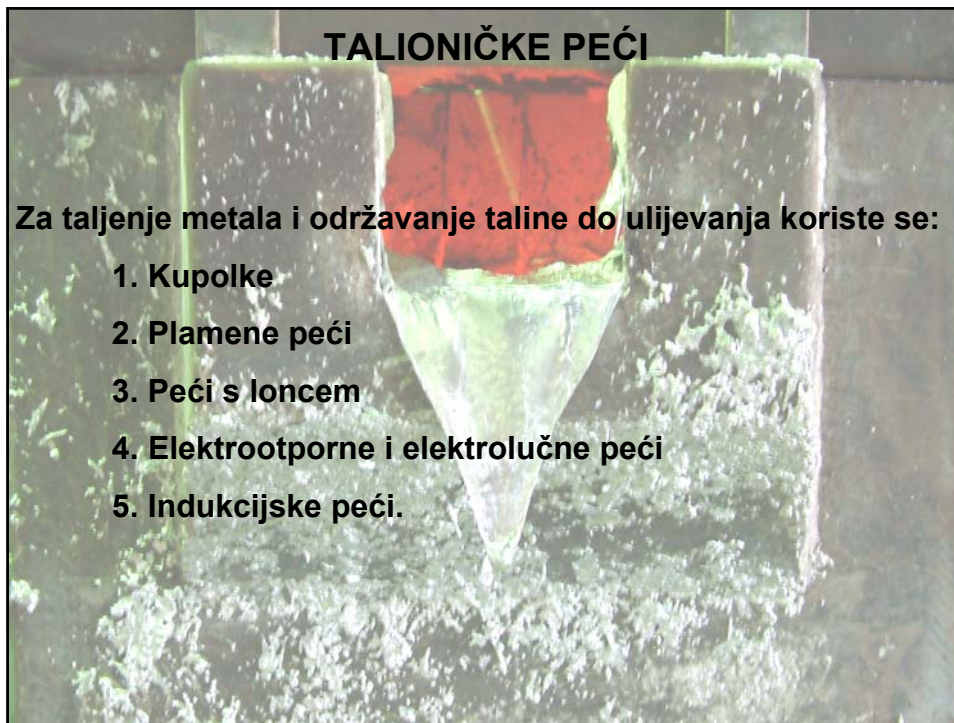 TALIONIČKE PEĆI
Za taljenje metala i održavanje taline do ulijevanja koriste se:
1. Kupolke
2. Plamene peći
3. Peći s loncem
4. Elektrootporne i elektrolučne peći
5. Indukcijske peći.